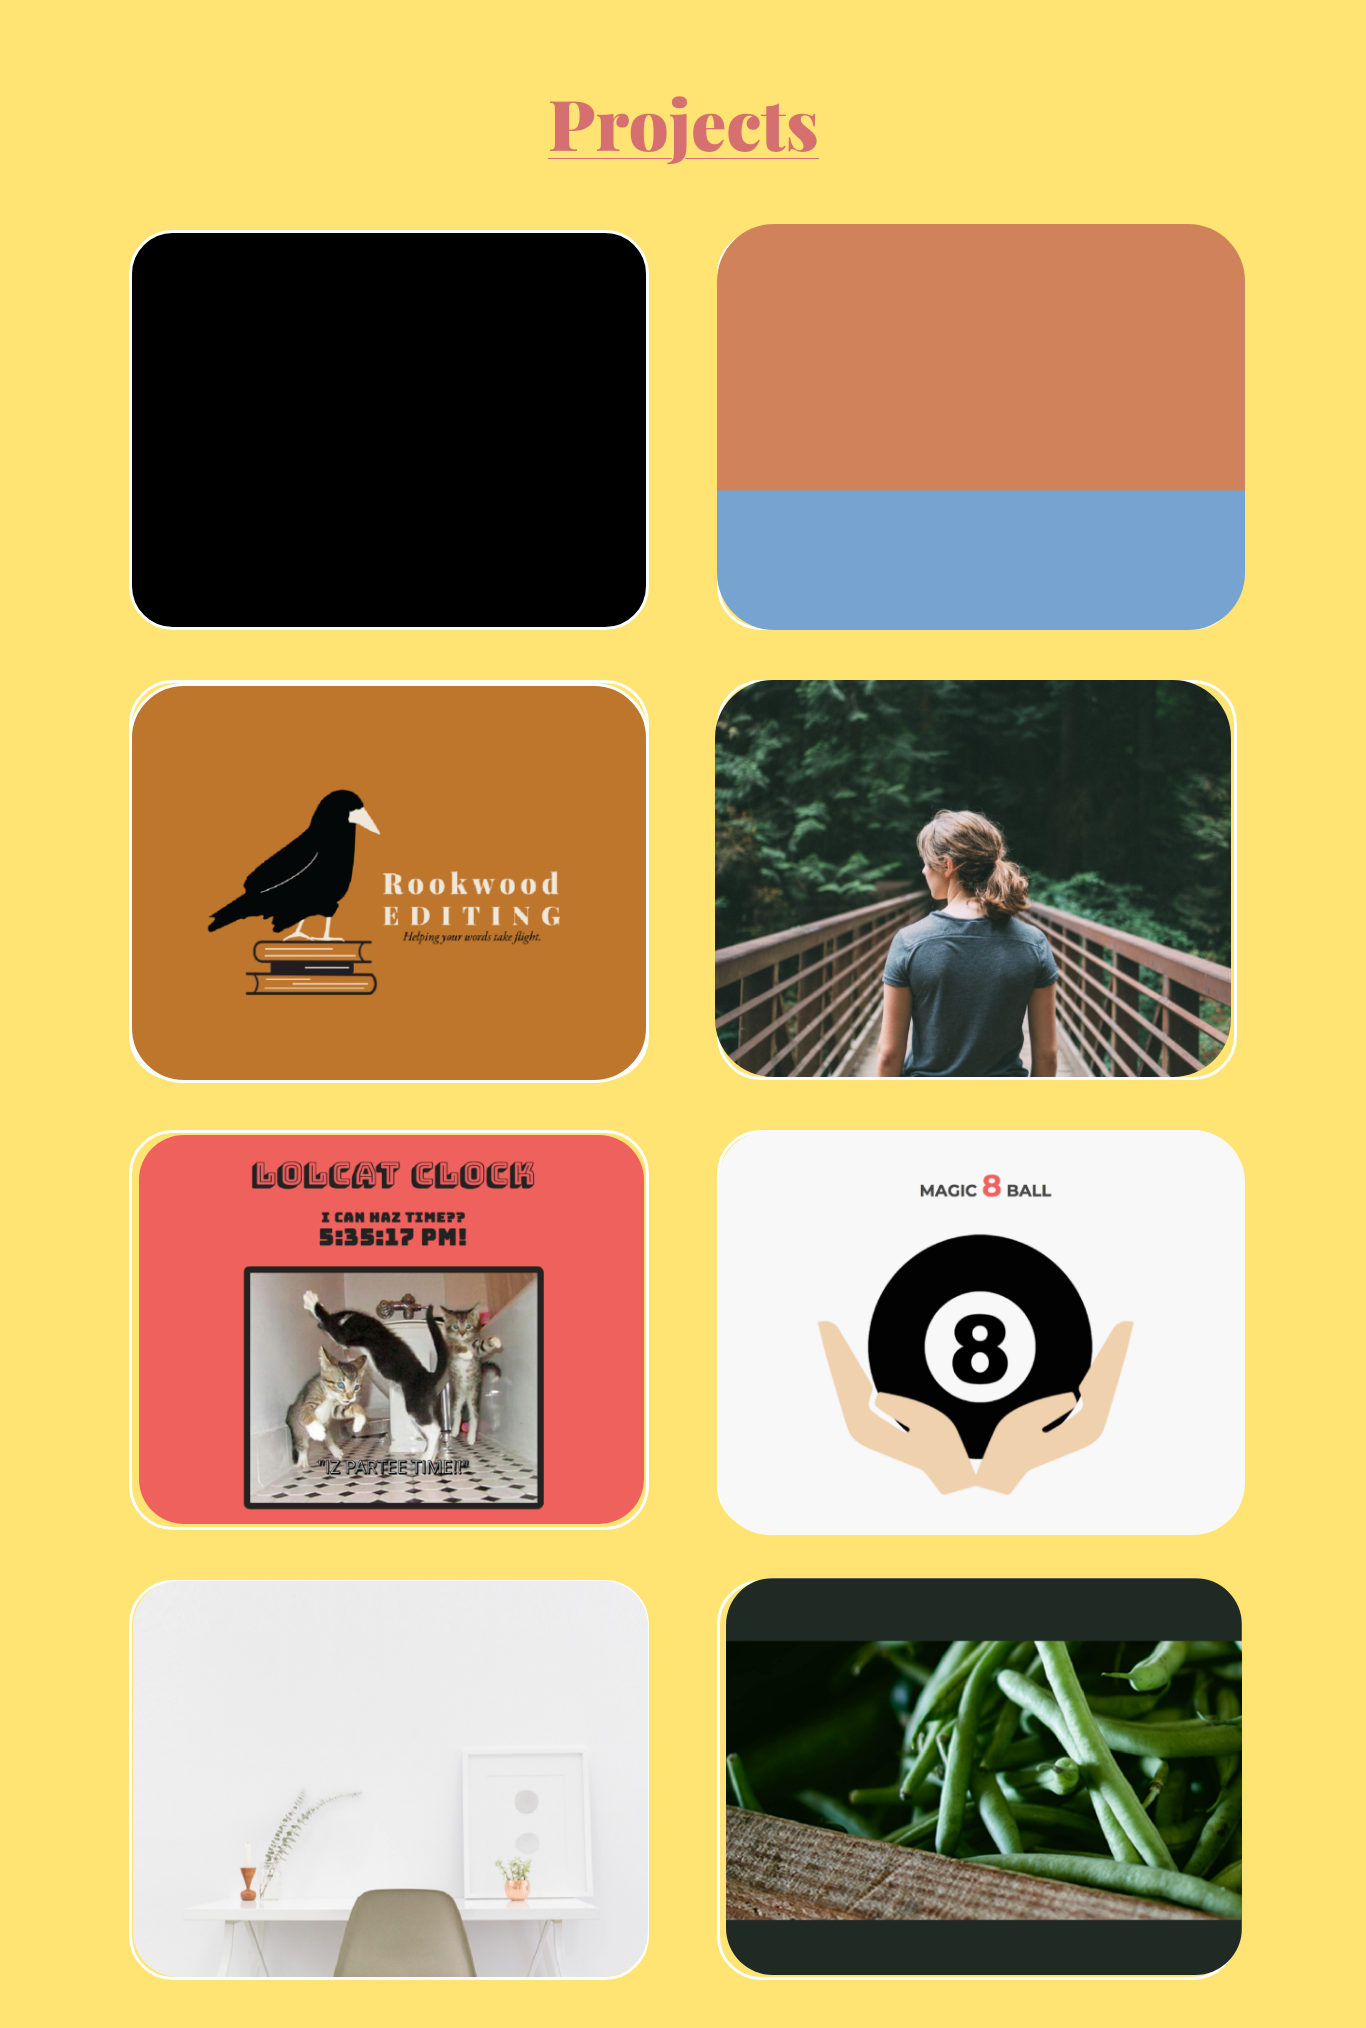 Projects
Rookwood
EDITING
Helping your words take flight.
LOLCAT CLOCK
I CAN HAZ TIME??
5:35:17 PM!
"IZ PARTEE TIME!!"
MAGIC 8 BALL
8